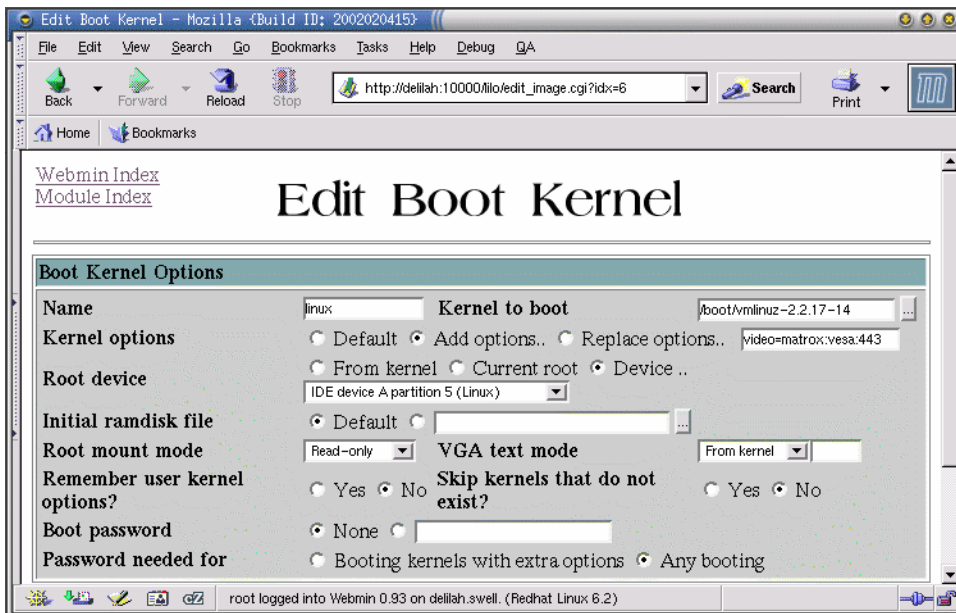 Edit Boot Kernel - Mozilla {Build ID: 2002020415}
File Edit View Search Go Bookmarks Tasks Help Debug QA
Back Forward Reload Stop http://delilah:10000/lilo/edit_image.cgi?idx=6 Search Print
Home Bookmarks
Webmin Index
Module Index
Edit Boot Kernel
Boot Kernel Options
Name linux Kernel to boot /boot/vmlinuz-2.2.17-14 ...
Kernel options Default Add options.. Replace options.. video=matrox:vesa:443
Root device From kernel Current root Device ..
IDE device A partition 5 (Linux)
Initial ramdisk file Default ...
Root mount mode Read-only VGA text mode From kernel
Remember user kernel options? Yes No Skip kernels that do not exist? Yes No
Boot password None
Password needed for Booting kernels with extra options Any booting
root logged into Webmin 0.93 on delilah.swell. (Redhat Linux 6.2)